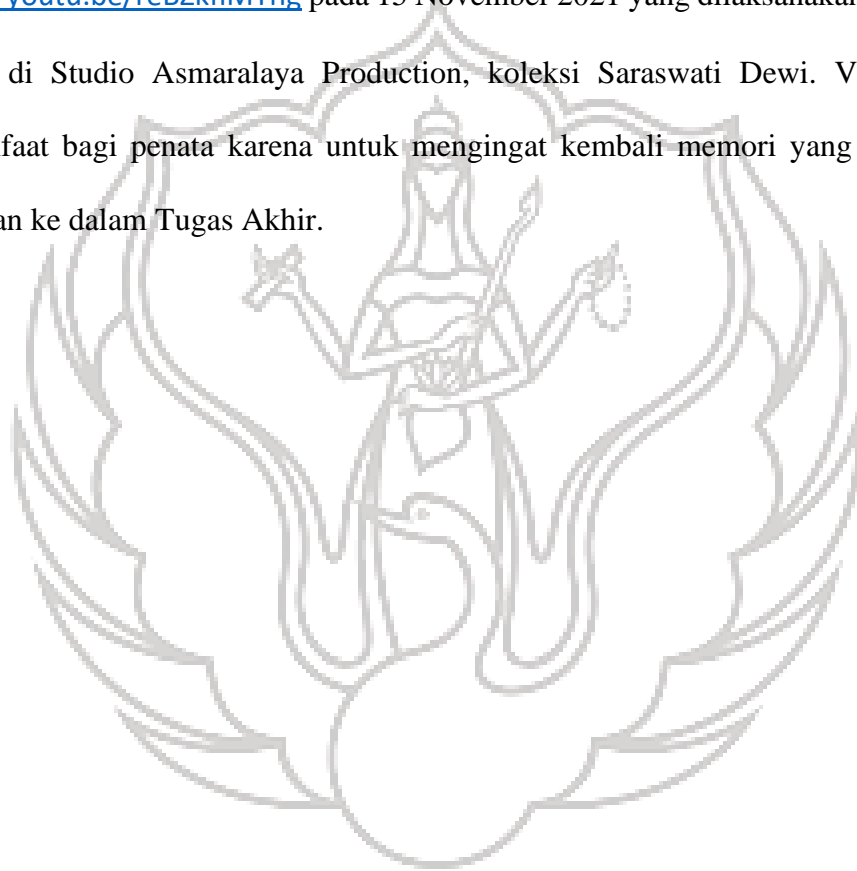 pada 15 November 2021 yang dilaksanakan
di Studio Asmaralaya Production, koleksi Saraswati Dewi. V
faat bagi penata karena untuk mengingat kembali memori yang
an ke dalam Tugas Akhir.